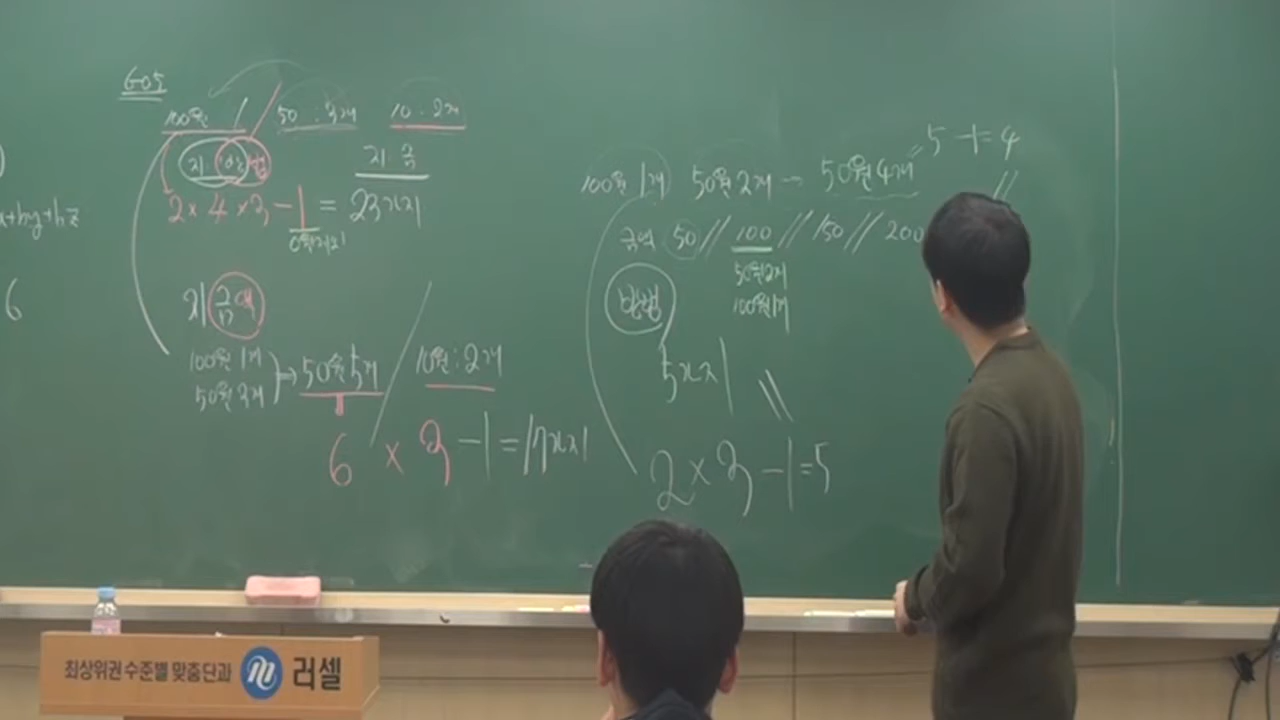 605
100원 1 50 : 3개 10 : 2개
지. 방법 지. 금
2 × 4 × 3 - 1 = 23가지
0원제외!
지 금액
100원 1개
50원 3개
50원 5개 10원 : 2개
6 × 3 - 1 = 17가지
100원 1개 50원 2개 → 50원 4개 5 - 1 = 4
금액 50 // 100 // 150 // 200
50원 2개
100원 1개
방법
5가지
2 × 3 - 1 = 5
6
최상위권 수준별 맞춤단과 러셀